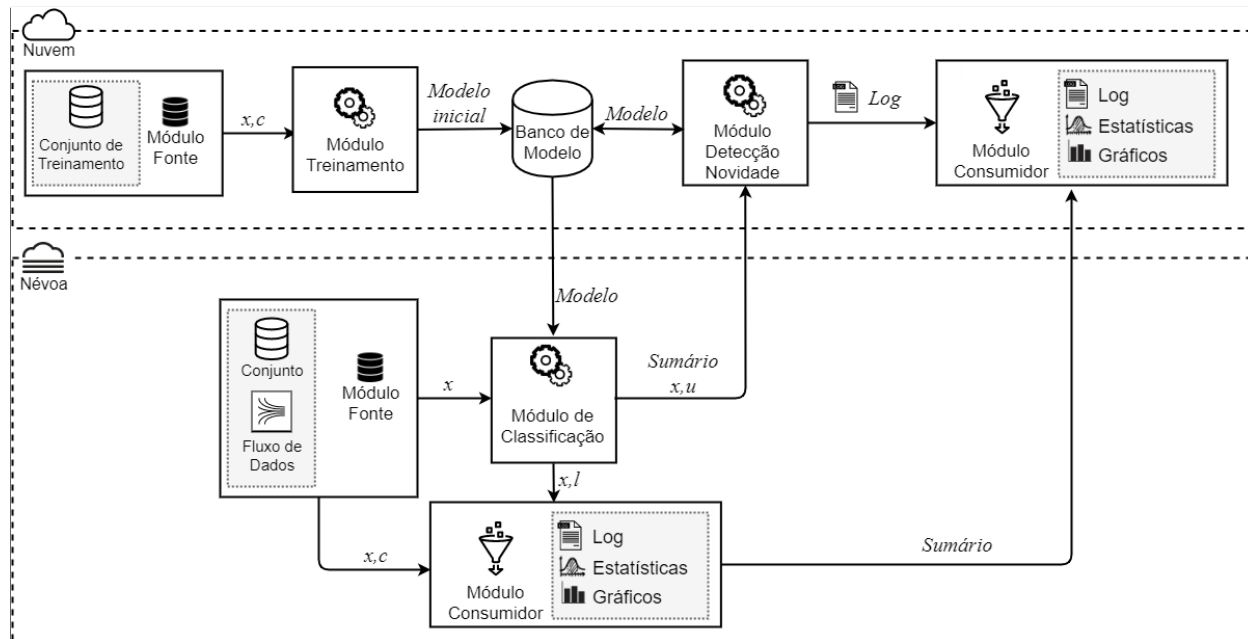 Nuvem
Conjunto de
Treinamento
Módulo
Fonte
x,c
Módulo
Treinamento
Modelo
inicial
Banco de
Modelo
Modelo
Módulo
Detecção
Novidade
Log
Módulo
Consumidor
Log
Estatísticas
Gráficos
Névoa
Modelo
Conjunto
Fluxo de
Dados
Módulo
Fonte
x
Módulo de
Classificação
Sumário
x,u
x,l
x,c
Módulo
Consumidor
Log
Estatísticas
Gráficos
Sumário